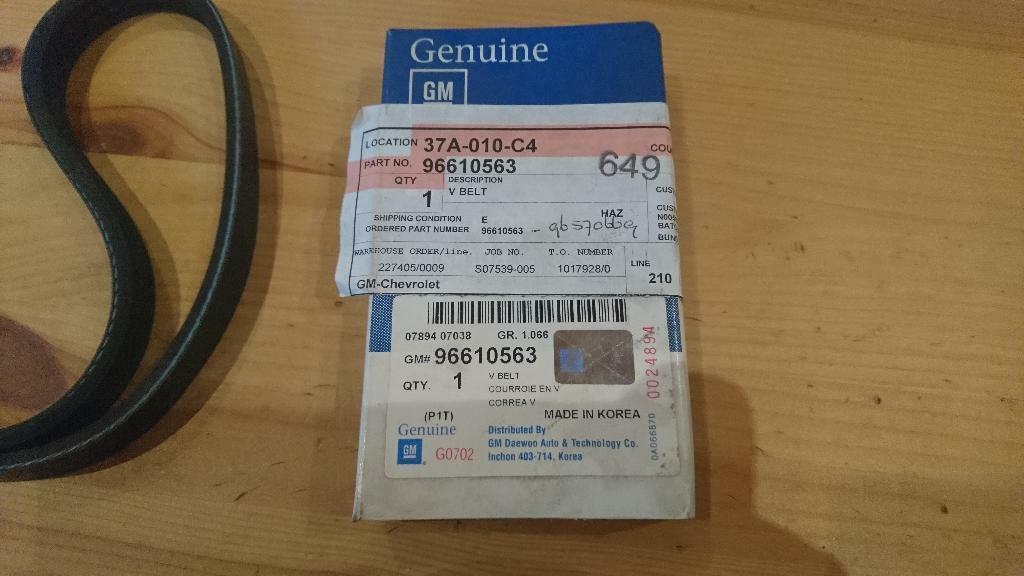 Genuine
GM
LOCATION 37A-010-C4 COU
PART NO. 96610563 649
QTY DESCRIPTION
1 V BELT
CUS
SHIPPING CONDITION E HAZ
ORDERED PART NUMBER 96610563 -
WAREHOUSE ORDER/line. JOB NO. T.O. NUMBER
227405/0009 S07539-005 1017928/0
LINE
210
GM-Chevrolet
07894 07038 GR. 1.066
GM# 96610563
QTY. 1 V BELT
COURROIE EN V
CORREA V
(P1T) MADE IN KOREA
Genuine
GM G0702
Distributed By
GM Daewoo Auto & Technology Co.
Inchon 403-714, Korea
0024894
0A066870